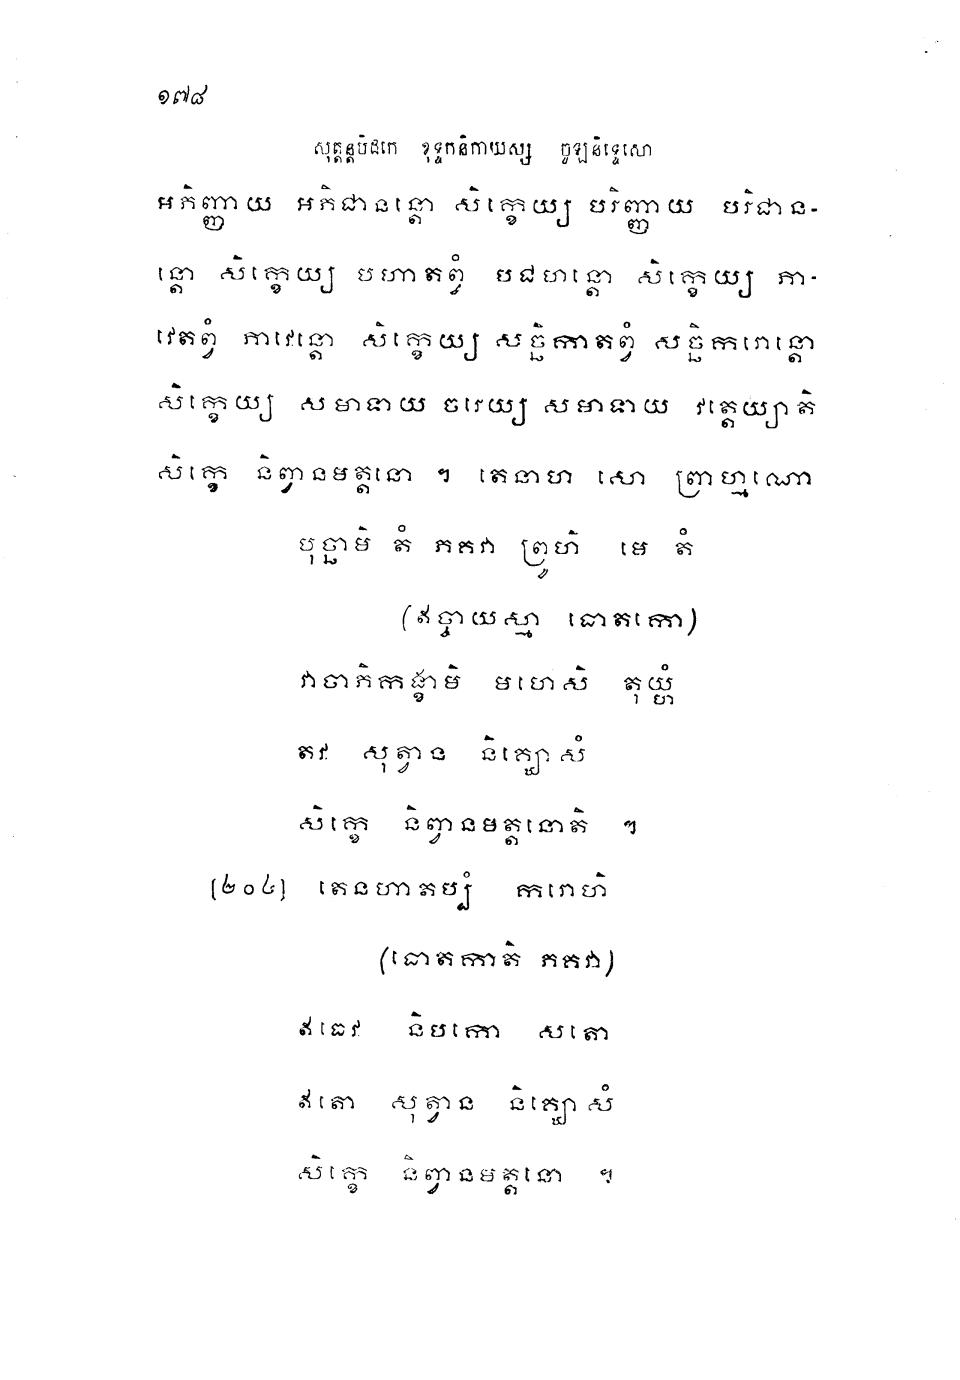 ១៧៨
សុត្តន្តបិដកេ ខុទ្ទកនិកាយស្ស ចូឡនិទ្ទេសោ
អភិញ្ញាយ អភិជានន្តោ សិក្ខេយ្យ បរិញ្ញាយ បរិជាន-
ន្តោ សិក្ខេយ្យ បហាតព្វំ បជហន្តោ សិក្ខេយ្យ ភា-
វេតព្វំ ភាវេន្តោ សិក្ខេយ្យ សច្ឆិកាតព្វំ សច្ឆិករោន្តោ
សិក្ខេយ្យ សមាទាយ ចរេយ្យ សមាទាយ វត្តេយ្យាតិ
សិក្ខេ និព្វានមត្តនោ ។ តេនាហ សោ ព្រាហ្មណោ
បុច្ឆាមិ តំ ភគវា ព្រូហិ មេ តំ
(ឥច្ចាយស្មា ធោតកោ)
វាចាភិកង្ខាមិ មហេសិ តុយ្ហំ
តវ សុត្វាន និគ្ឃោសំ
សិក្ខេ និព្វានមត្តនោតិ ។
[២០៤] តេនហាតប្បំ ករោហិ
(ធោតកាតិ ភគវា)
ឥធេវ និបកោ សតោ
ឥតោ សុត្វាន និគ្ឃោសំ
សិក្ខេ និព្វានមត្តនោ ។